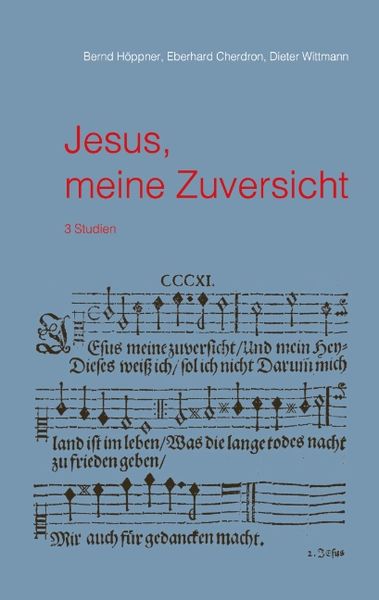 Bernd Höppner, Eberhard Cherdron, Dieter Wittmann
Jesus,
meine Zuversicht
3 Studien
CCCXI.
JEsus meine zuversicht/Und mein Hey-
Dieses weiß ich/ sol ich nicht Darum mich
land ist im leben/Was die lange todes nacht
zu frieden geben/
Mir auch für gedancken macht.
2. JEsus